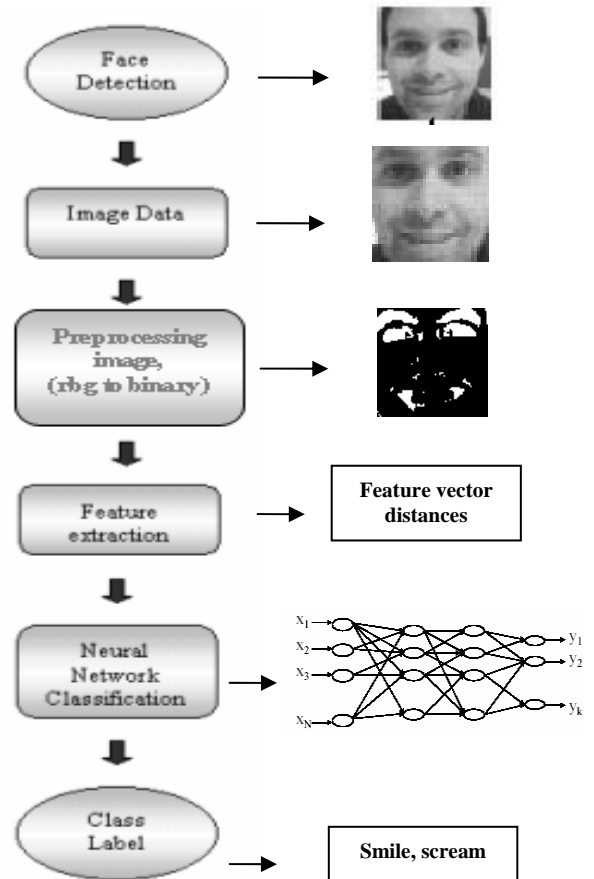 Face
Detection
Image Data
Preprocessing
image,
(rbg to binary)
Feature
extraction
Feature vector
distances
Neural
Network
Classification
x1
x2
x3
xN
y1
y2
yk
Class
Label
Smile, scream